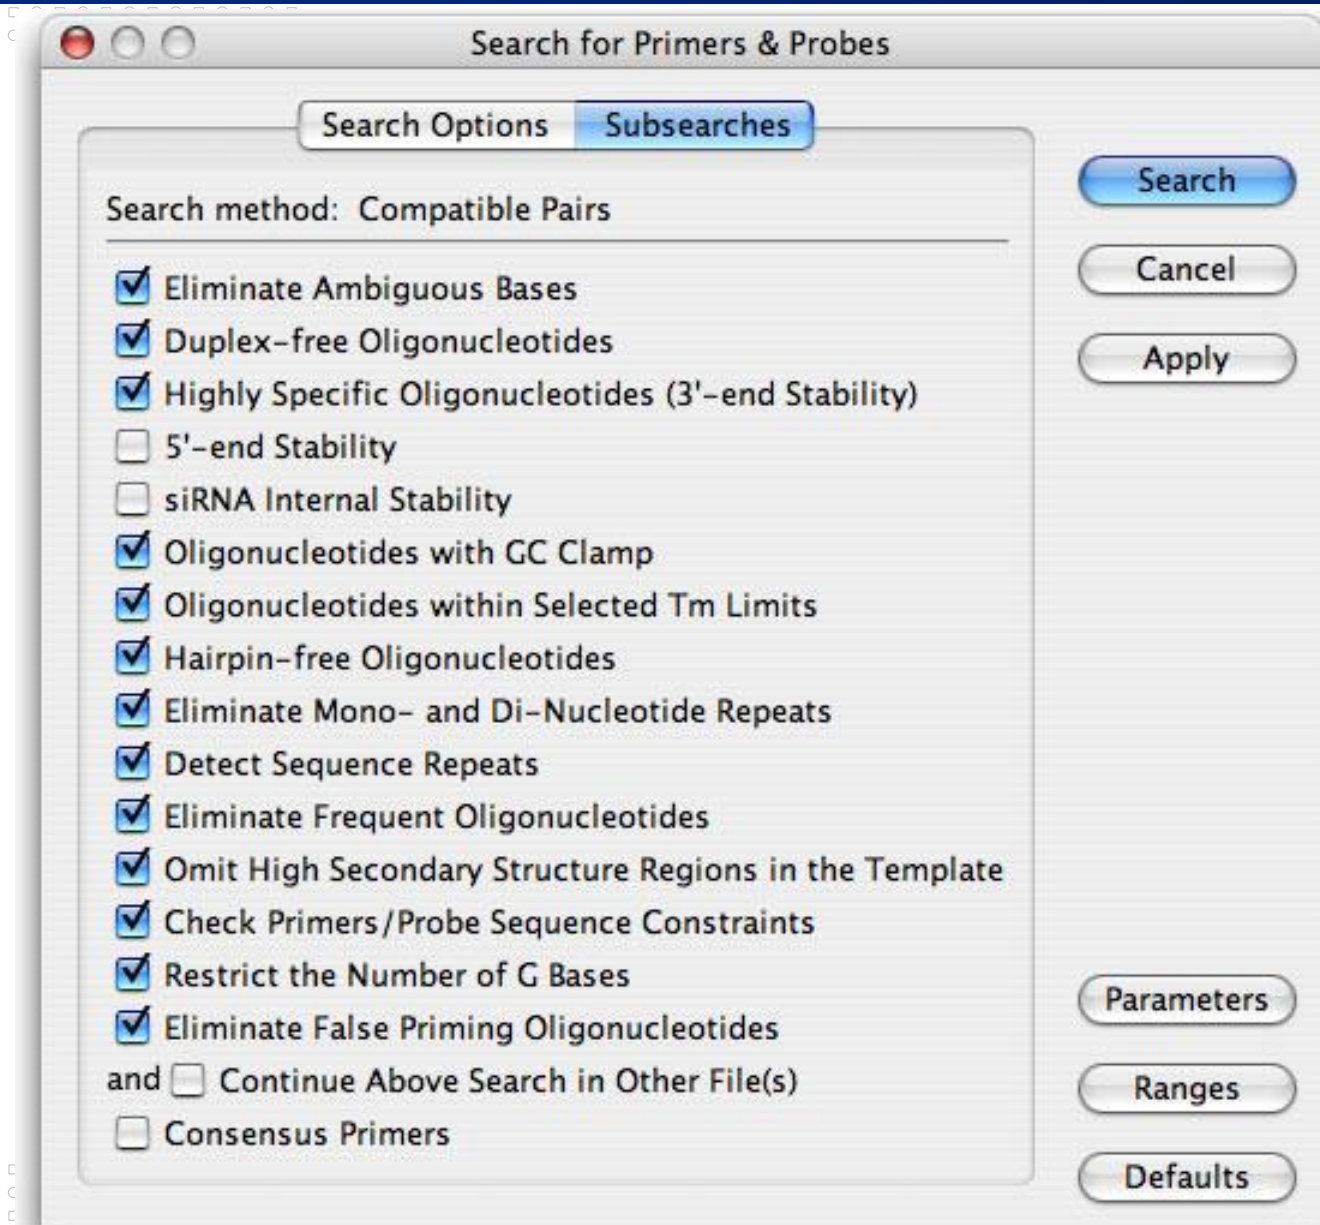 Search for Primers & Probes
Search Options
Subsearches
Search method: Compatible Pairs
Eliminate Ambiguous Bases
Duplex-free Oligonucleotides
Highly Specific Oligonucleotides (3'-end Stability)
5'-end Stability
siRNA Internal Stability
Oligonucleotides with GC Clamp
Oligonucleotides within Selected Tm Limits
Hairpin-free Oligonucleotides
Eliminate Mono- and Di-Nucleotide Repeats
Detect Sequence Repeats
Eliminate Frequent Oligonucleotides
Omit High Secondary Structure Regions in the Template
Check Primers/Probe Sequence Constraints
Restrict the Number of G Bases
Eliminate False Priming Oligonucleotides
and Continue Above Search in Other File(s)
Consensus Primers
Search
Cancel
Apply
Parameters
Ranges
Defaults